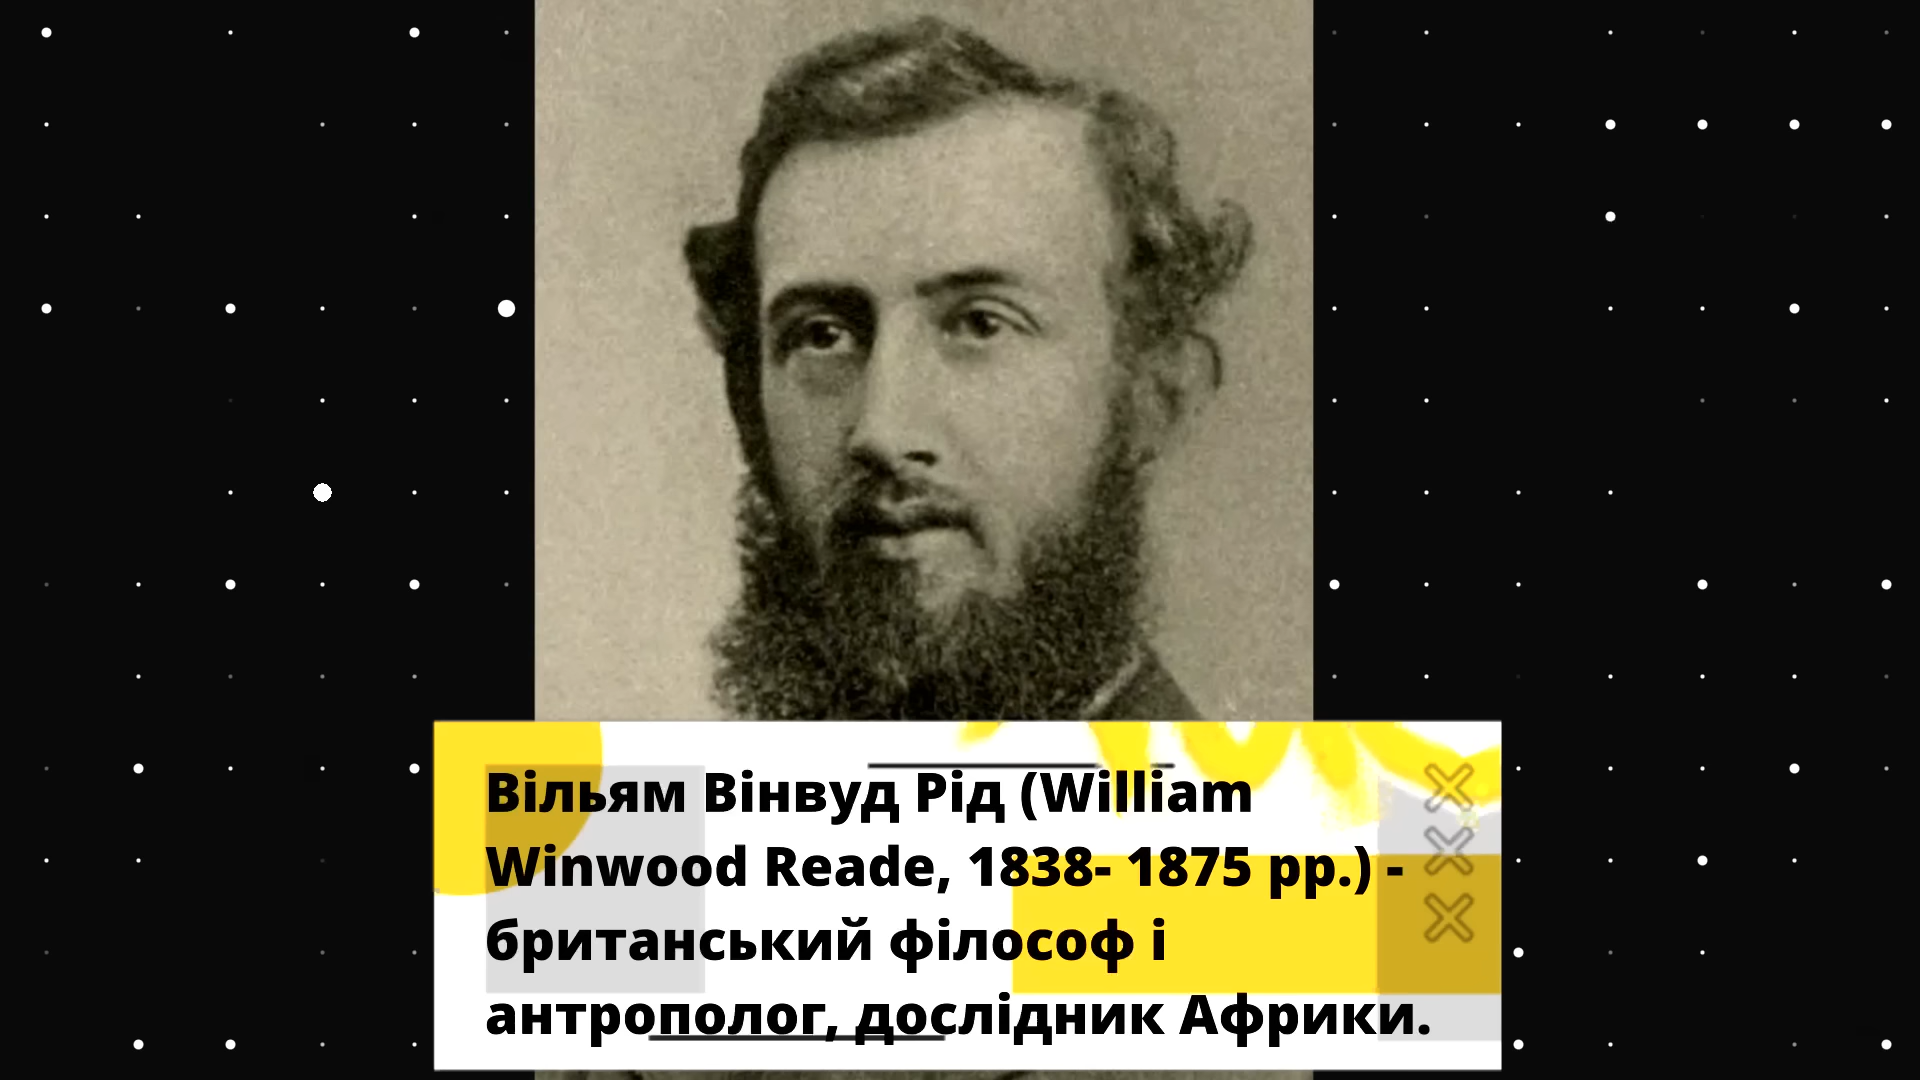 Вільям Вінвуд Рід (William
Winwood Reade, 1838- 1875 рр.) -
британський філософ і
антрополог, дослідник Африки.